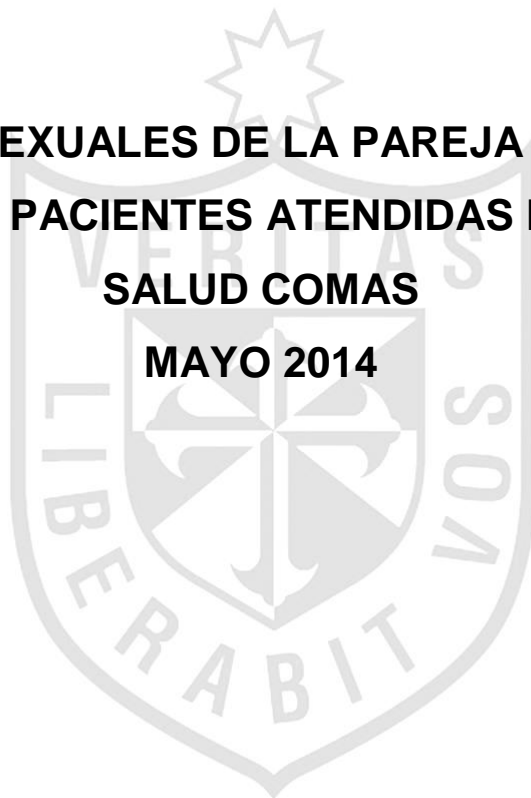 EXUALES DE LA PAREJA
PACIENTES ATENDIDAS
SALUD COMAS
MAYO 2014
VERITAS
LIBERABIT
VOS